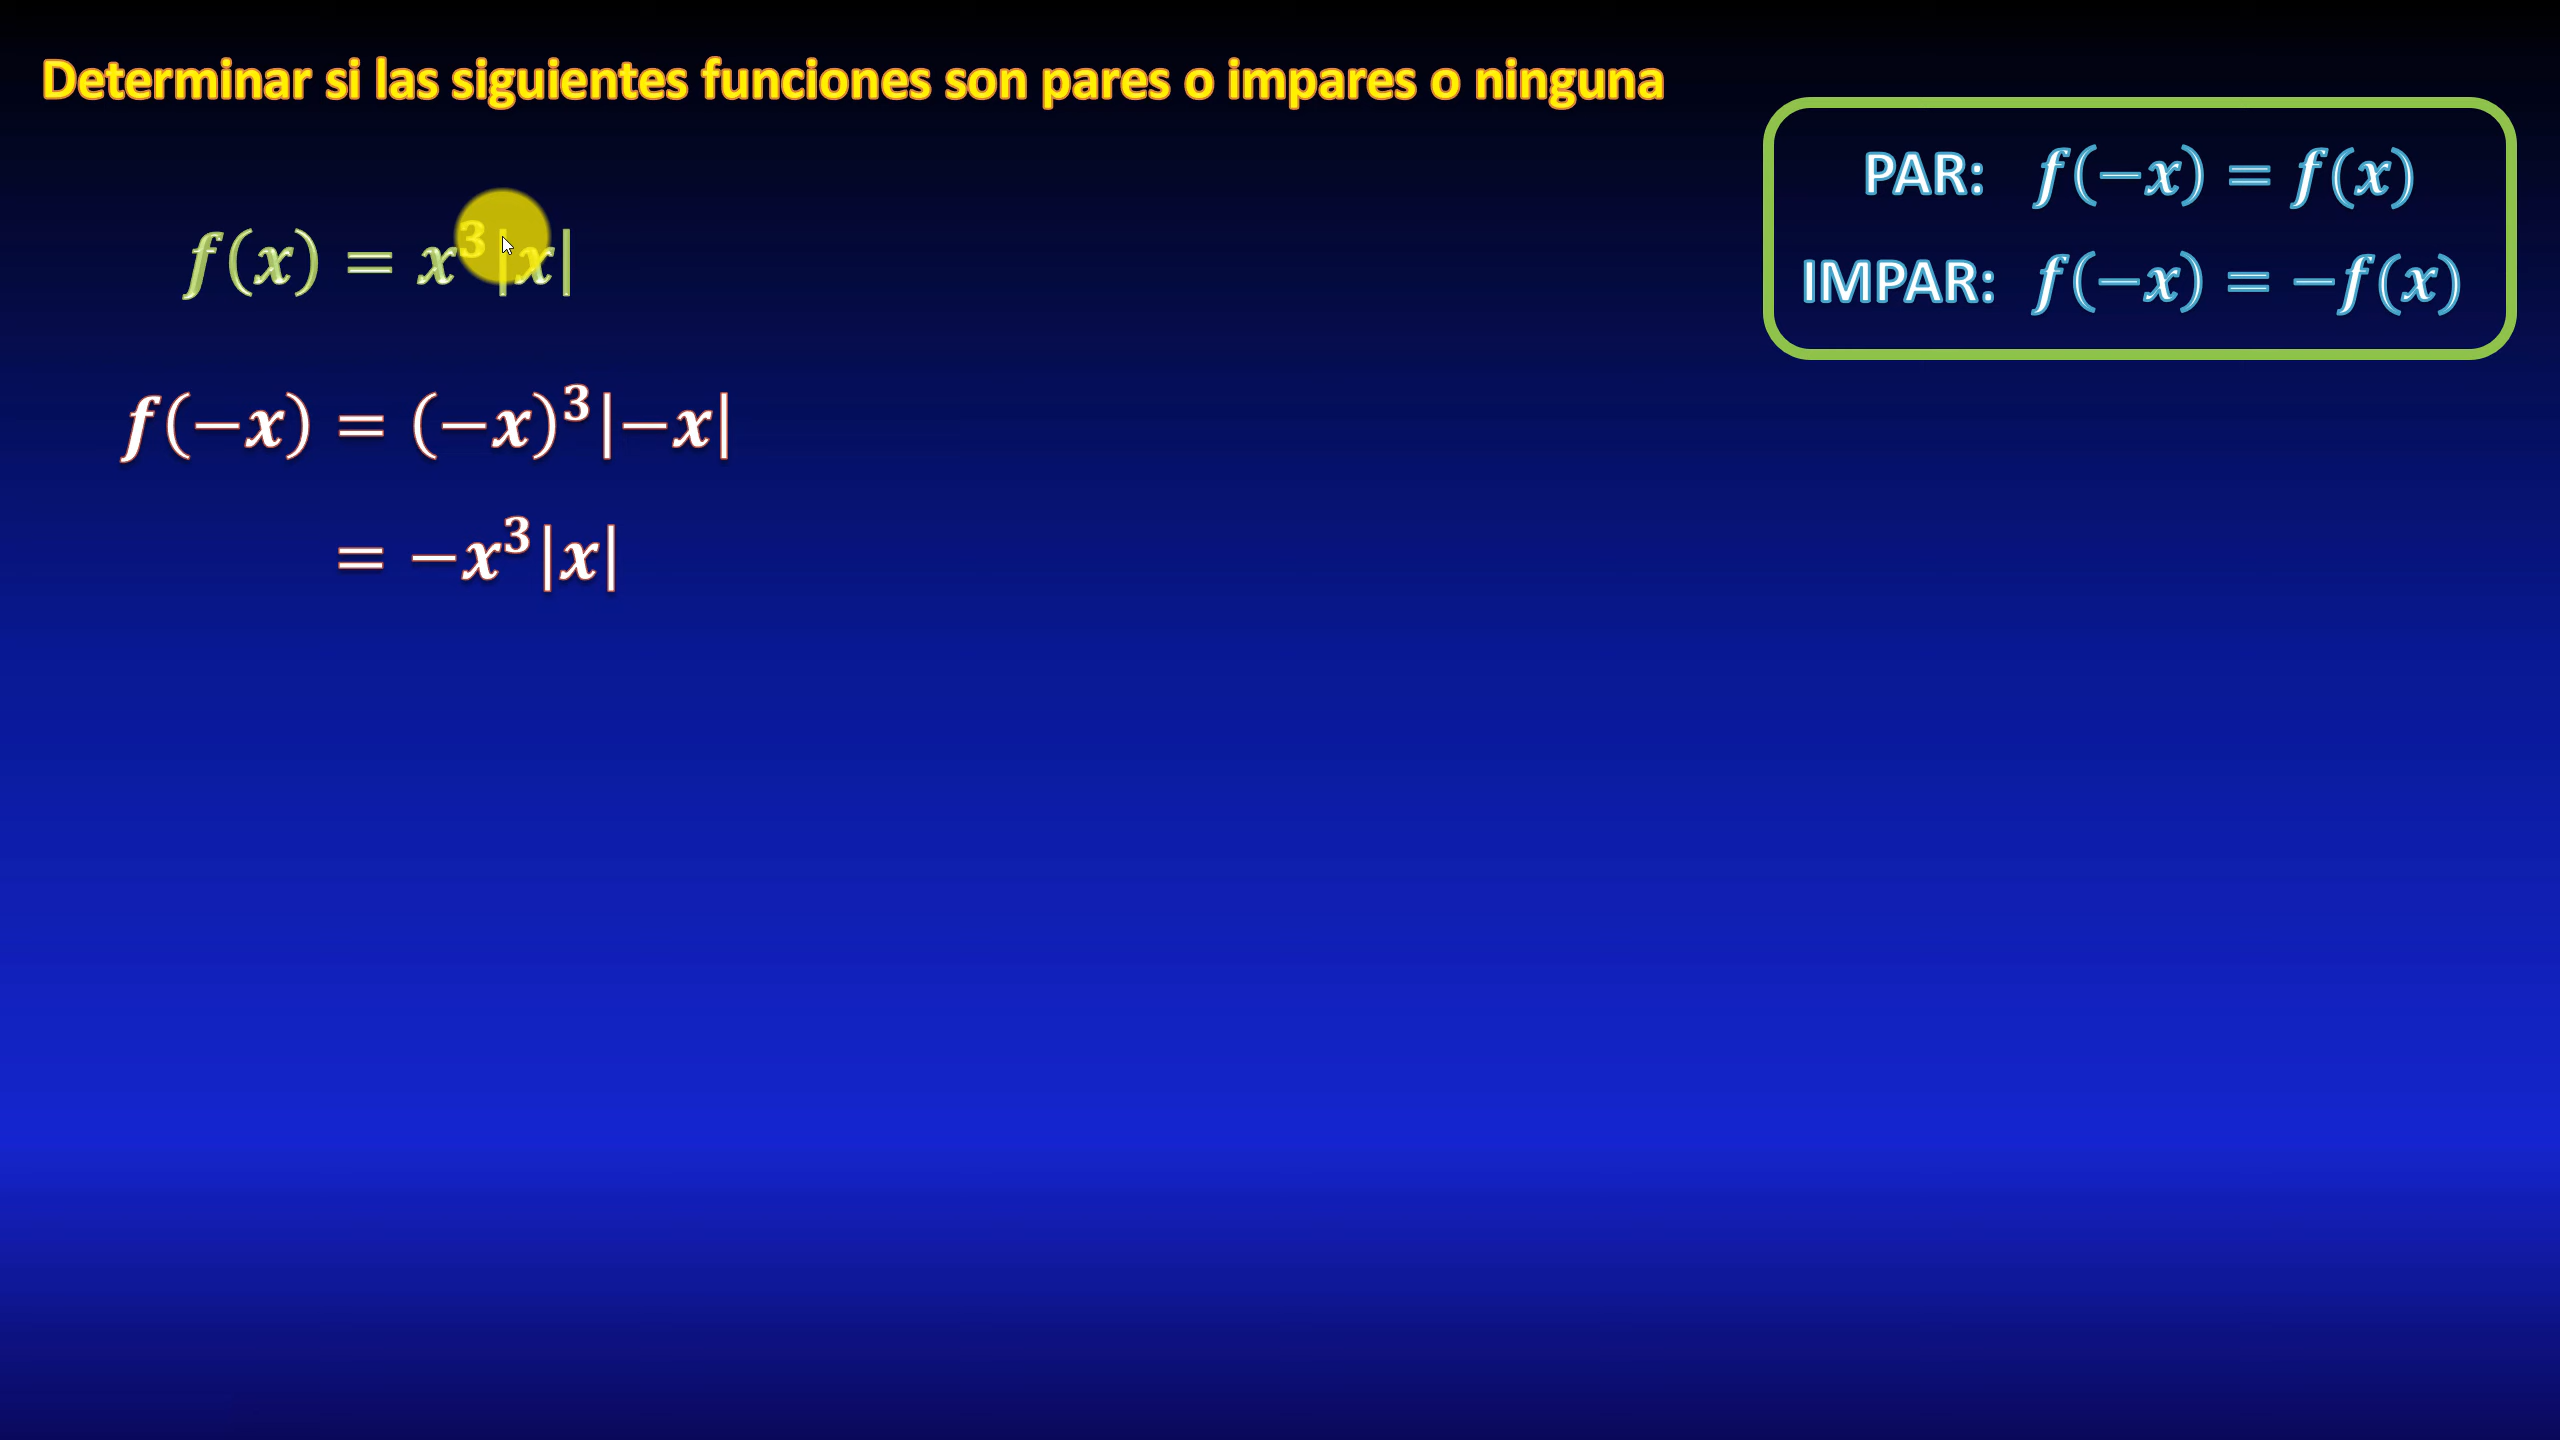 Determinar si las siguientes funciones son pares o impares o ninguna
PAR: f(−x) = f(x)
IMPAR: f(−x) = −f(x)
f(x) = x³|x|
f(−x) = (−x)³|−x|
= −x³|x|